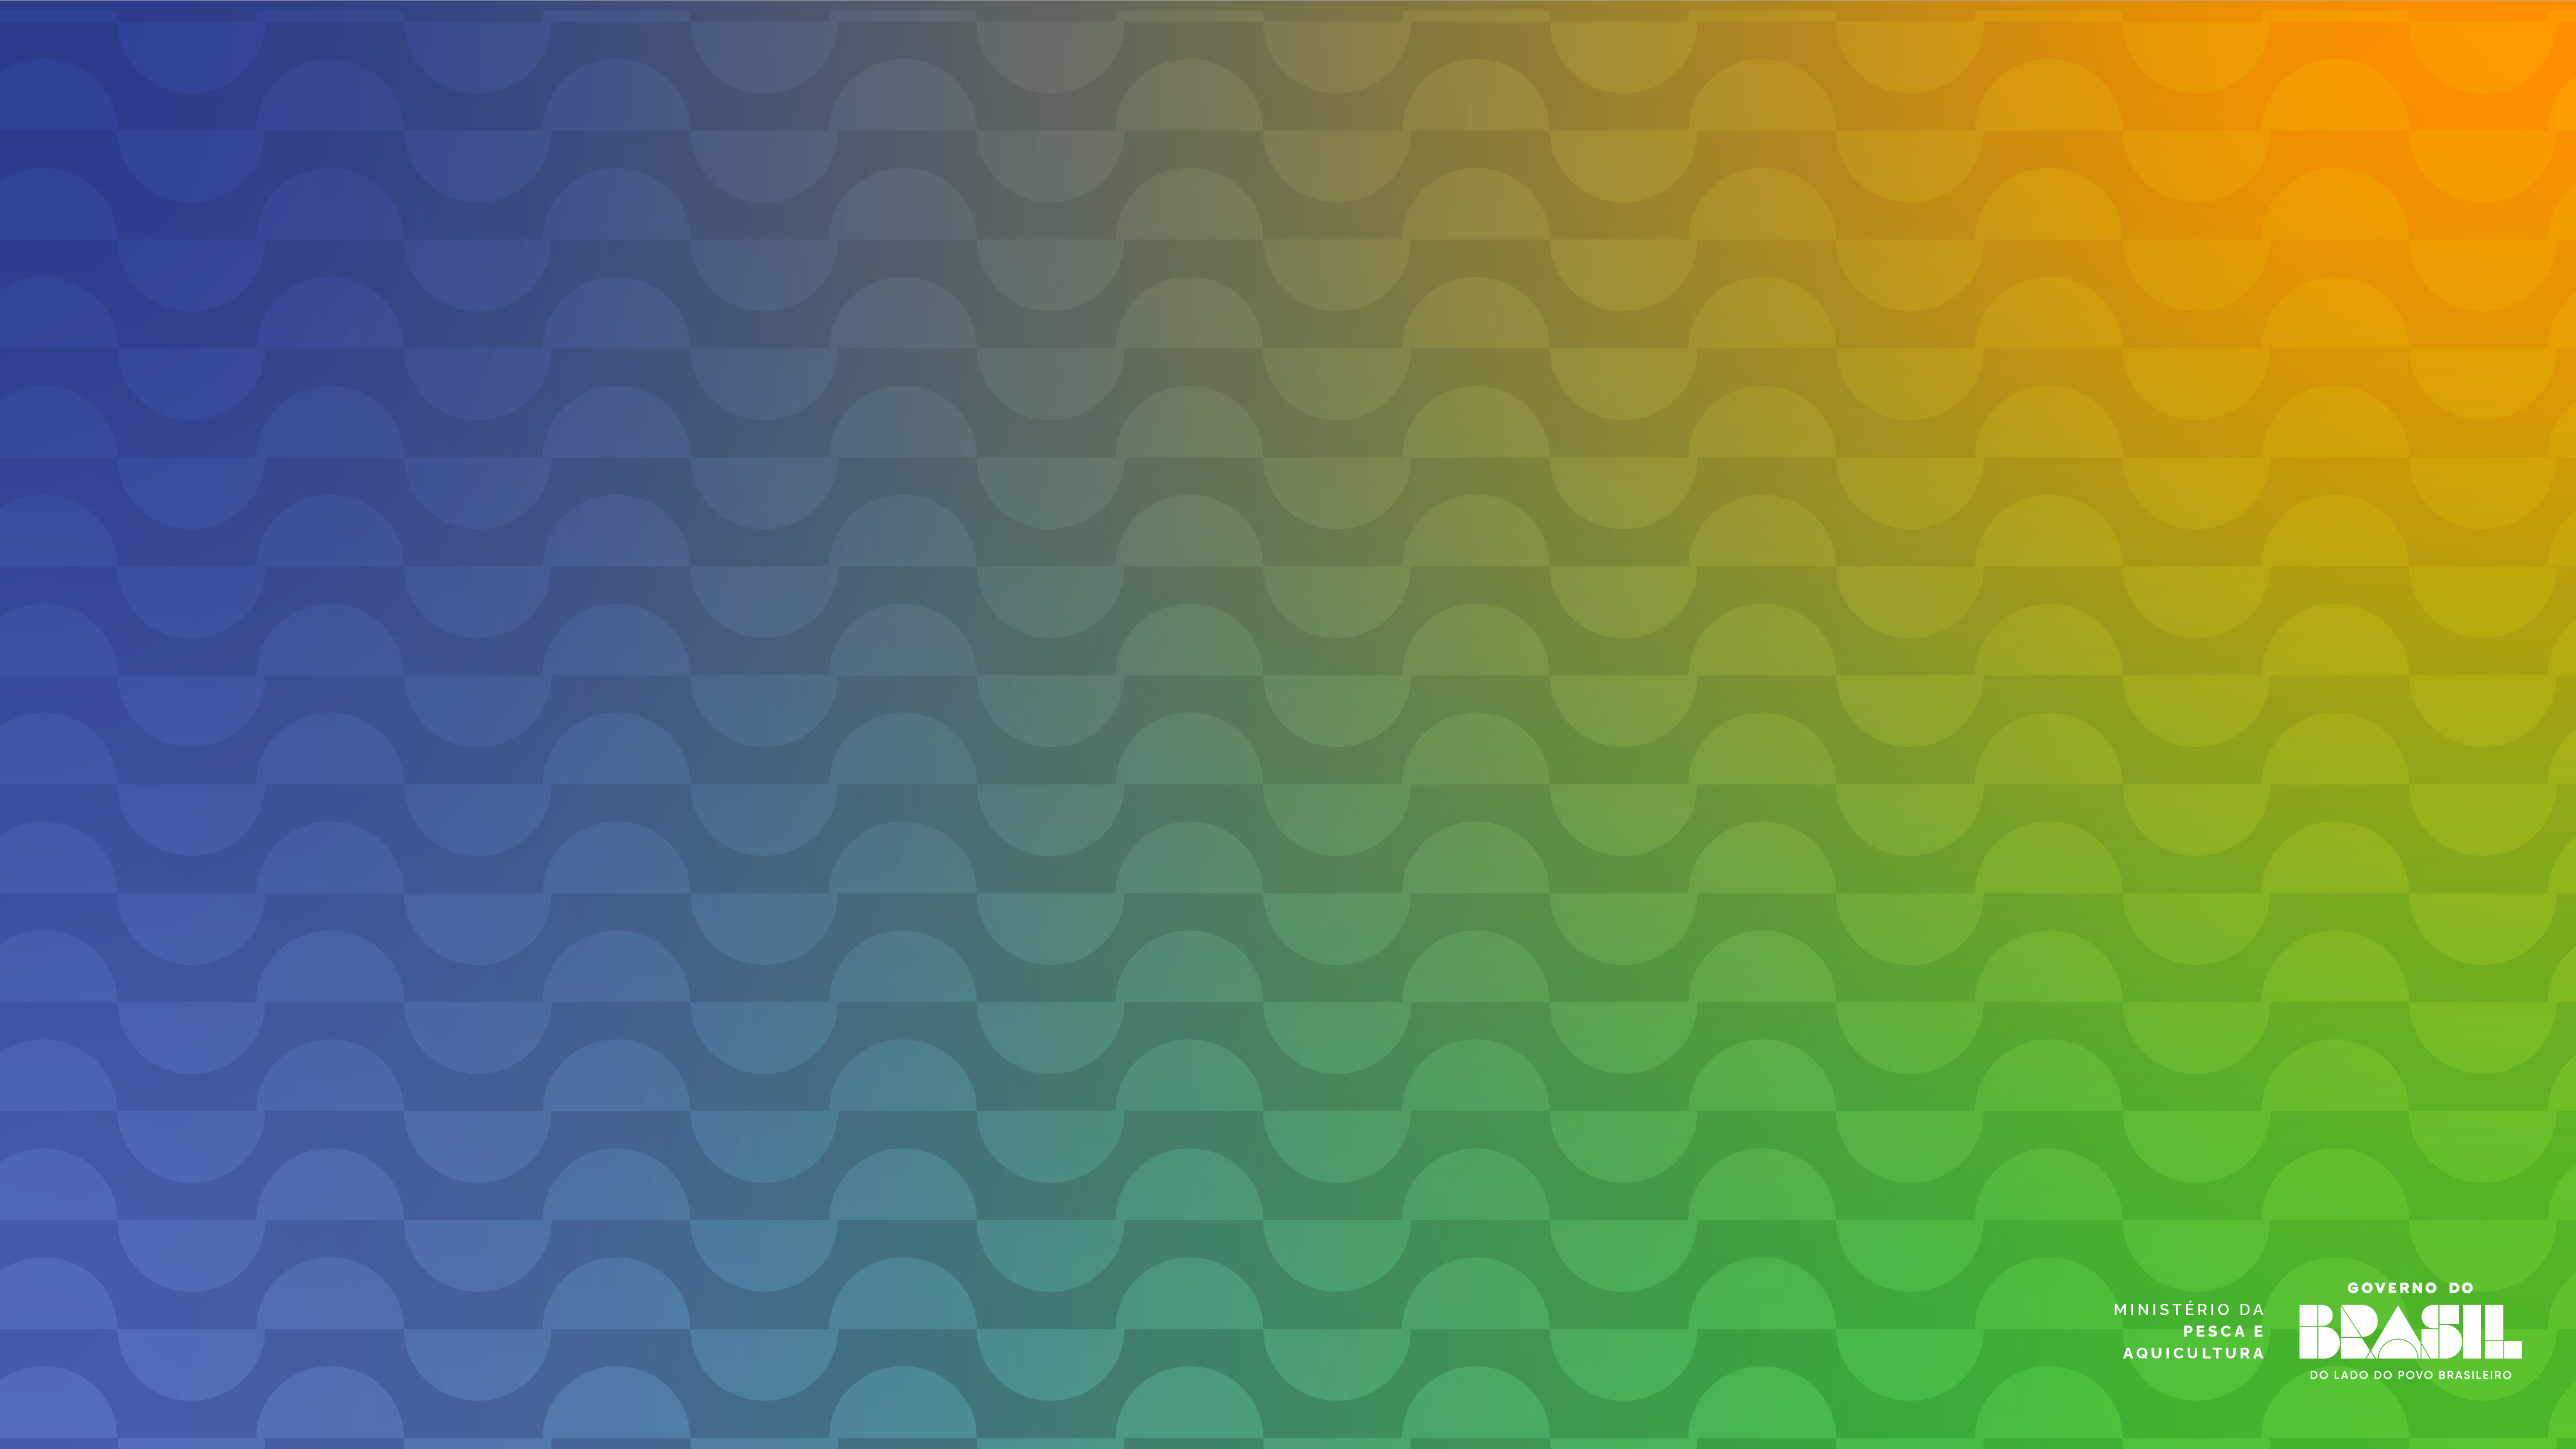 MINISTÉRIO DA
PESCA E
AQUICULTURA
GOVERNO DO
BRASIL
DO LADO DO POVO BRASILEIRO